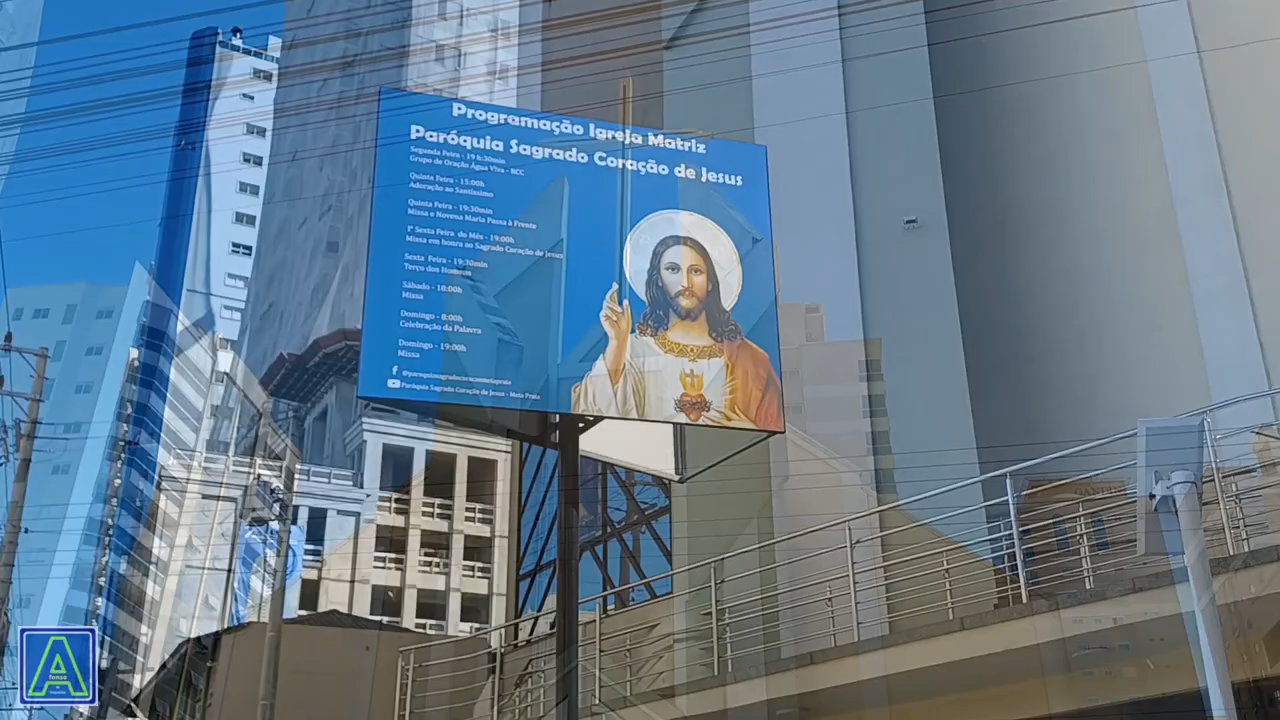 Programação Igreja Matriz
Paróquia Sagrado Coração de Jesus
Segunda Feira - 19 h:30min
Grupo de Oração Água Viva - RCC
Quinta Feira - 15:00h
Adoração ao Santíssimo
Quinta Feira - 19:30min
Missa e Novena Maria Passa à Frente
1ª Sexta Feira do Mês - 19:00h
Missa em honra ao Sagrado Coração de Jesus
Sexta Feira - 19:30min
Terço dos Homens
Sábado - 18:00h
Missa
Domingo - 8:00h
Celebração da Palavra
Domingo - 19:00h
Missa
@paroquiasagradocoracaomeiapraia
Paróquia Sagrado Coração de Jesus - Meia Praia
A
fonso